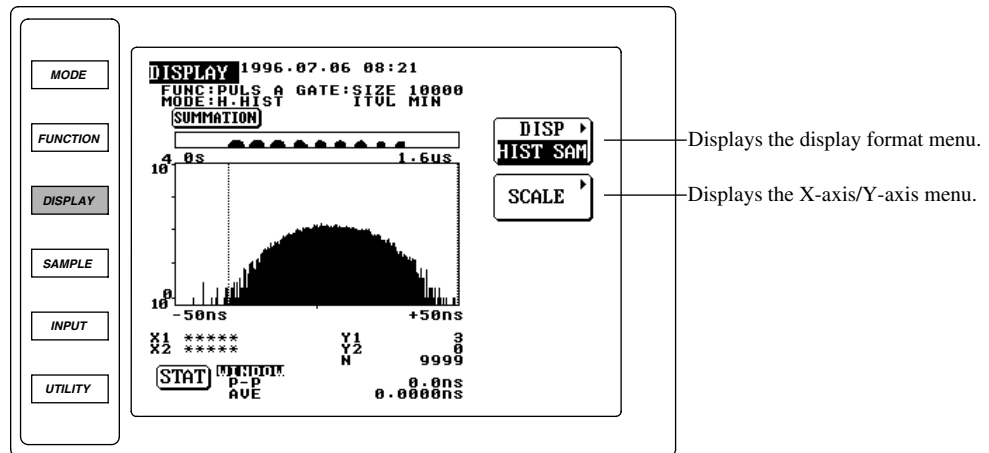 MODE
FUNCTION
DISPLAY
SAMPLE
INPUT
UTILITY
DISPLAY 1996.07.06 08:21
FUNC:PULS A GATE:SIZE 10000
MODE:H.HIST ITVL MIN
SUMMATION
0s 1.6us
10 4
10 0
-50ns +50ns
X1 ***** Y1 3
X2 ***** Y2 0
N 9999
STAT WINDOW
P-P 0.0ns
AVE 0.0000ns
DISP
HIST SAM
Displays the display format menu.
SCALE
Displays the X-axis/Y-axis menu.